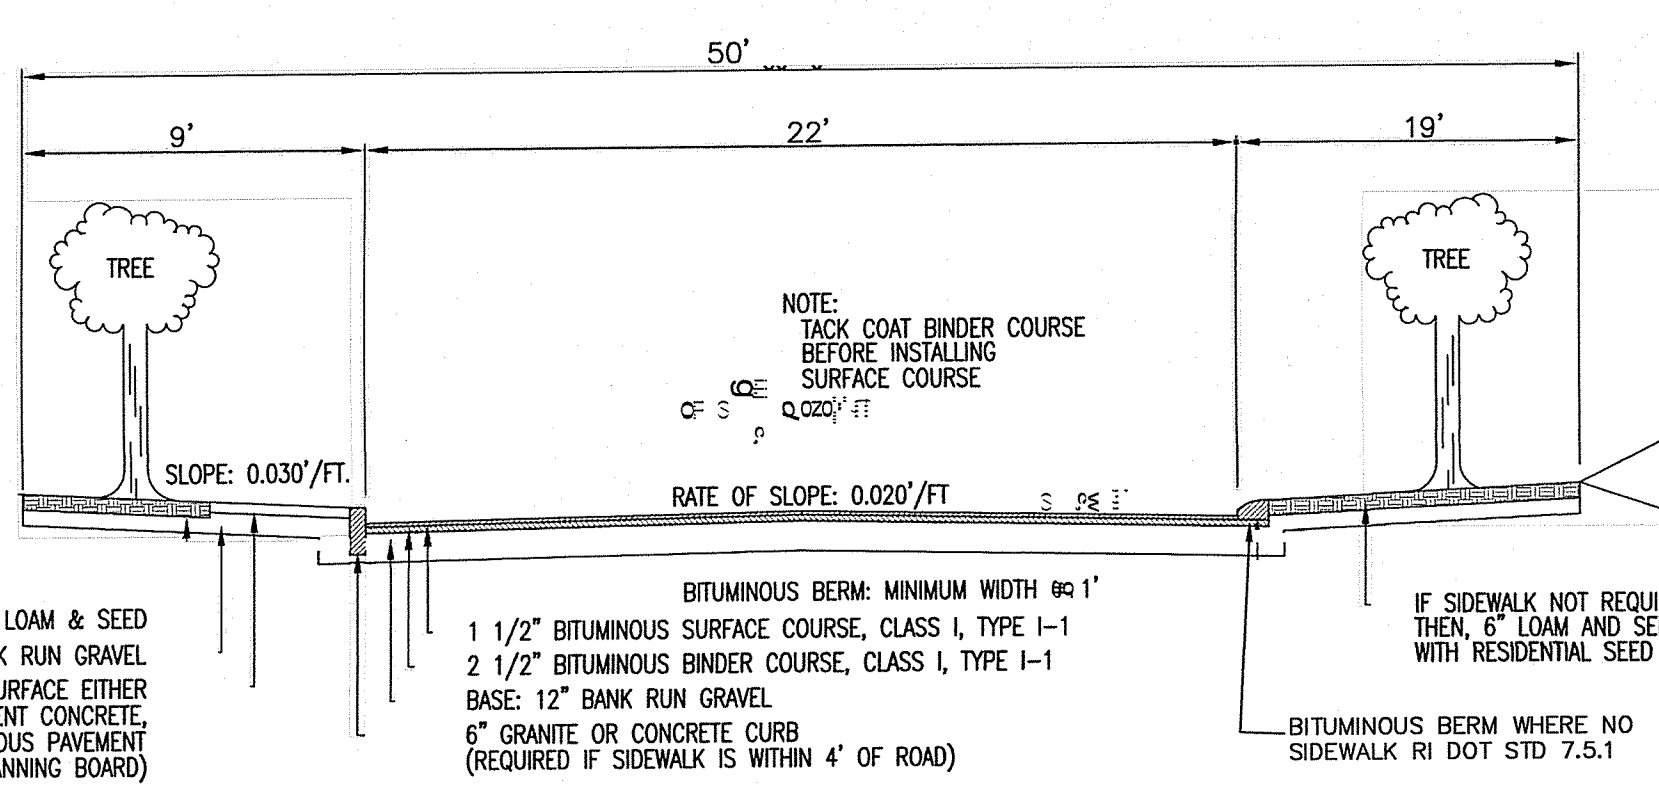 50'
9'
22'
19'
TREE
TREE
NOTE:
TACK COAT BINDER COURSE
BEFORE INSTALLING
SURFACE COURSE
SLOPE: 0.030'/FT.
RATE OF SLOPE: 0.020'/FT
BITUMINOUS BERM: MINIMUM WIDTH 1'
1 1/2" BITUMINOUS SURFACE COURSE, CLASS I, TYPE I-1
2 1/2" BITUMINOUS BINDER COURSE, CLASS I, TYPE I-1
BASE: 12" BANK RUN GRAVEL
6" GRANITE OR CONCRETE CURB
(REQUIRED IF SIDEWALK IS WITHIN 4' OF ROAD)
LOAM & SEED
K RUN GRAVEL
URFACE EITHER
ENT CONCRETE,
OUS PAVEMENT
ANNING BOARD)
IF SIDEWALK NOT REQUI
THEN, 6" LOAM AND SE
WITH RESIDENTIAL SEED
BITUMINOUS BERM WHERE NO
SIDEWALK RI DOT STD 7.5.1